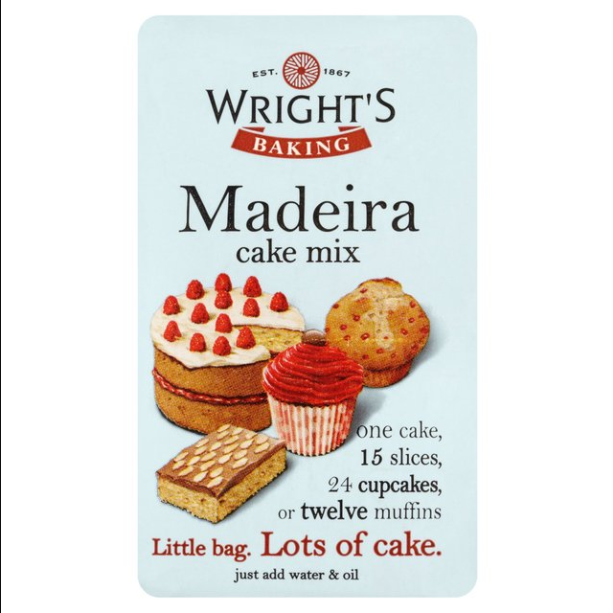 EST. 1867
WRIGHT'S
BAKING
Madeira
cake mix
one cake,
15 slices,
24 cupcakes,
or twelve muffins
Little bag. Lots of cake.
just add water & oil